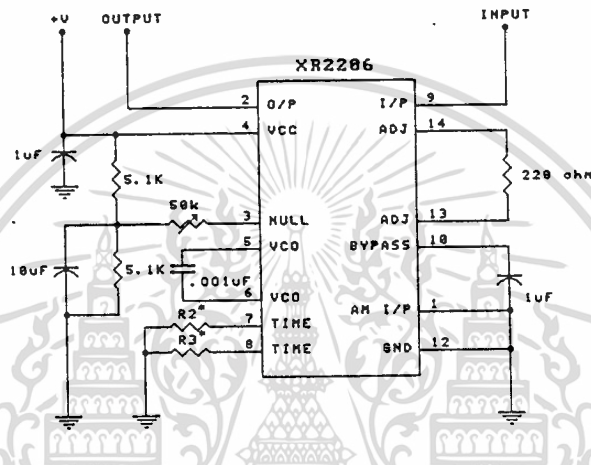 +V OUTPUT INPUT
XR2206
2 O/P I/P 9
4 VCC ADJ 14
1uF
5.1K
220 ohm
50k
3 NULL ADJ 13
5 VCO BYPASS 10
10uF
5.1K
.001uF
6 VCO
1uF
R2*
7 TIME AM I/P 1
R3*
8 TIME GND 12